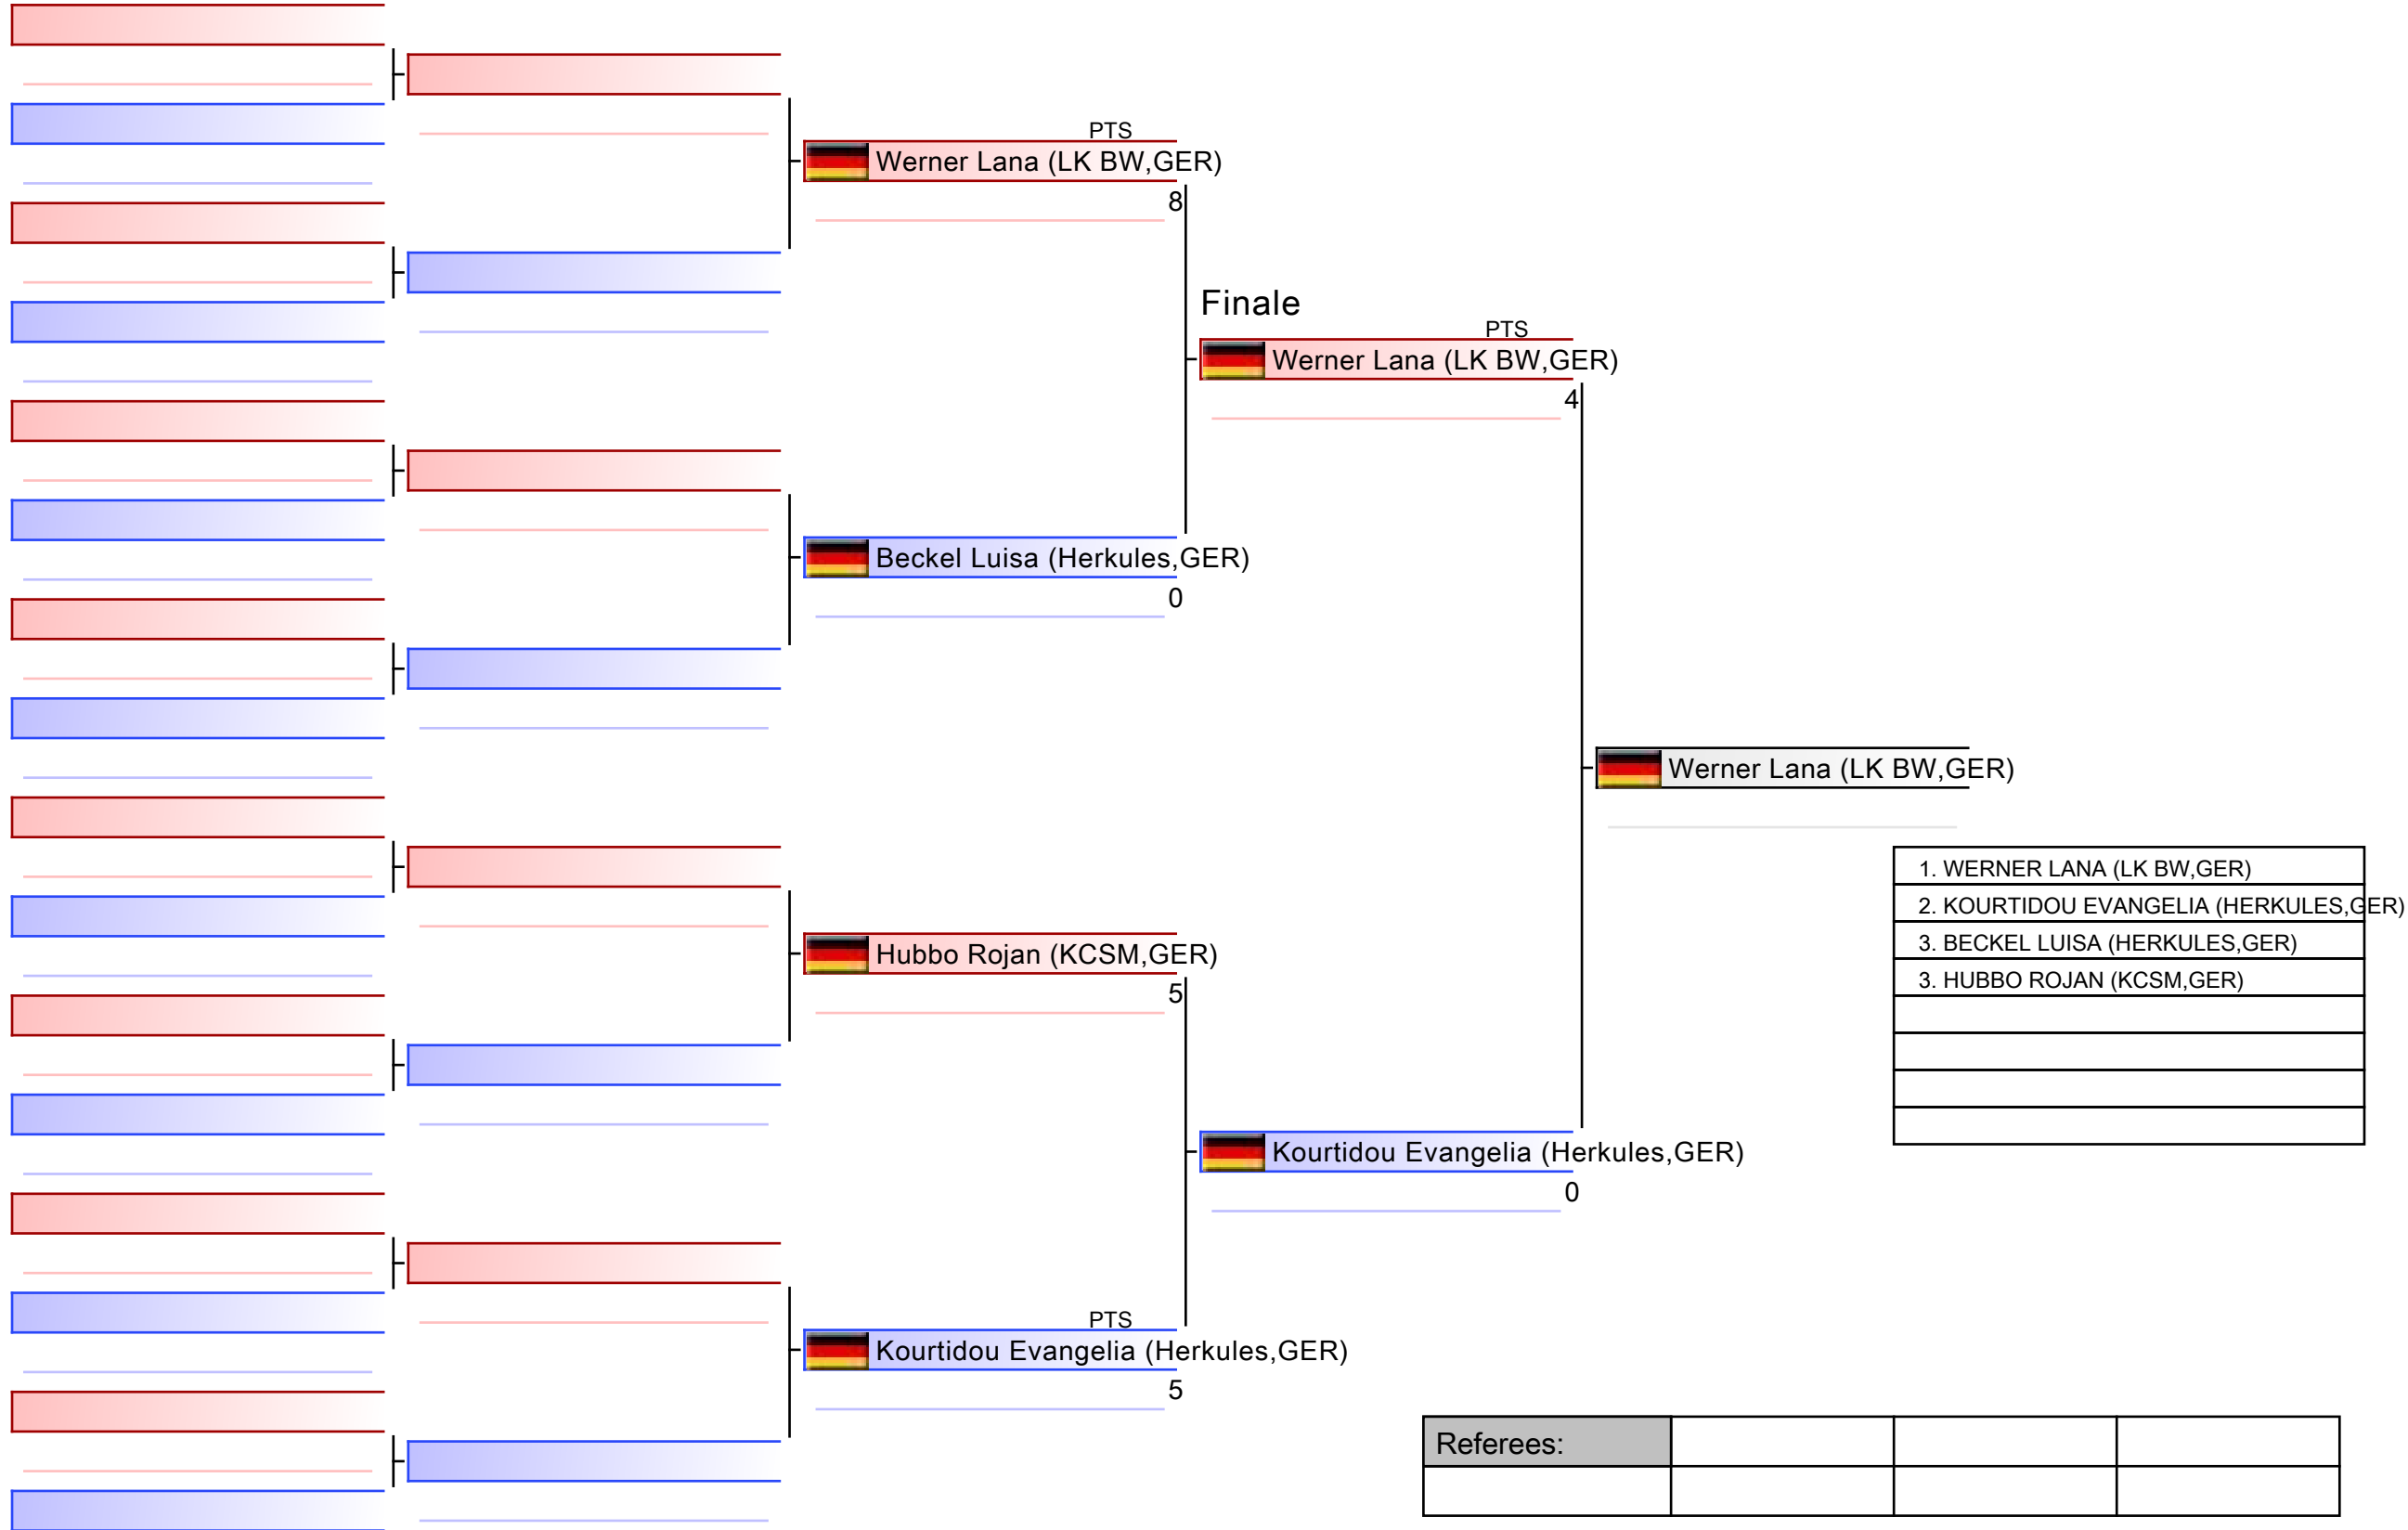 PTS
Werner Lana (LK BW,GER)
8
Finale
PTS
Werner Lana (LK BW,GER)
4
Beckel Luisa (Herkules,GER)
0
Werner Lana (LK BW,GER)
1. WERNER LANA (LK BW,GER)
2. KOURTIDOU EVANGELIA (HERKULES,GER)
3. BECKEL LUISA (HERKULES,GER)
3. HUBBO ROJAN (KCSM,GER)
Hubbo Rojan (KCSM,GER)
5
Kourtidou Evangelia (Herkules,GER)
0
PTS
Kourtidou Evangelia (Herkules,GER)
5
Referees: